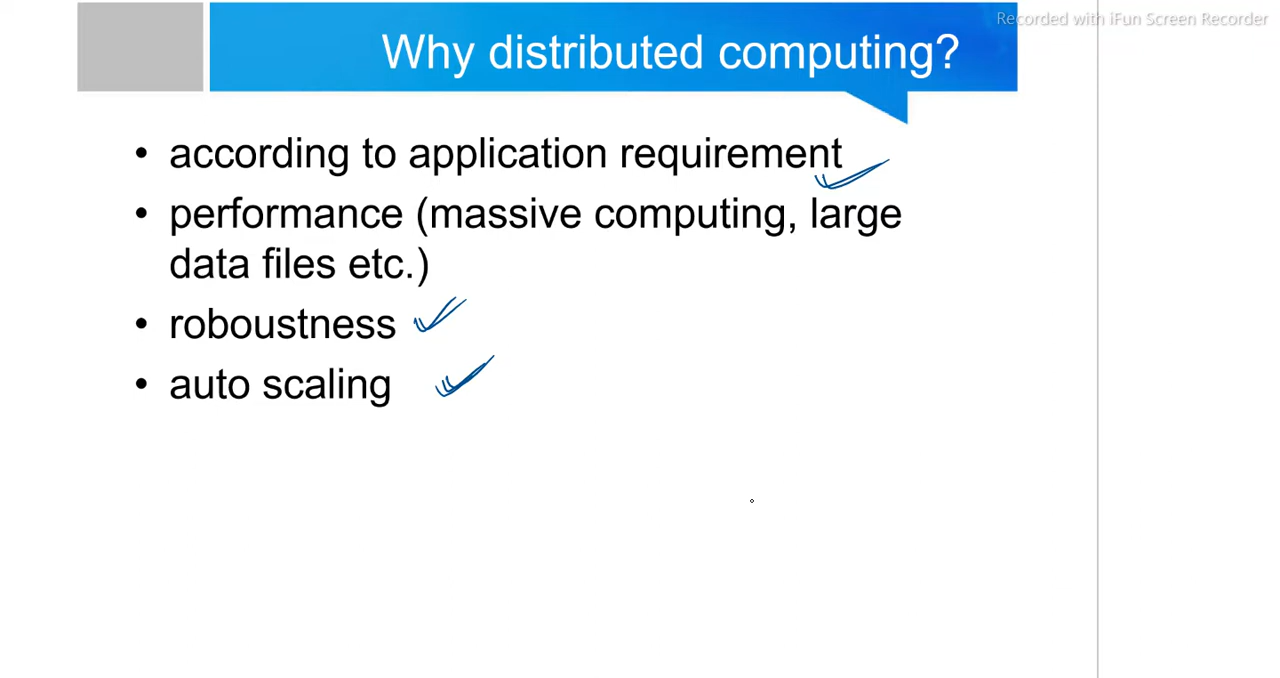 Recorded with iFun Screen Recorder
Why distributed computing?
• according to application requirement
• performance (massive computing, large
data files etc.)
• roboustness
• auto scaling